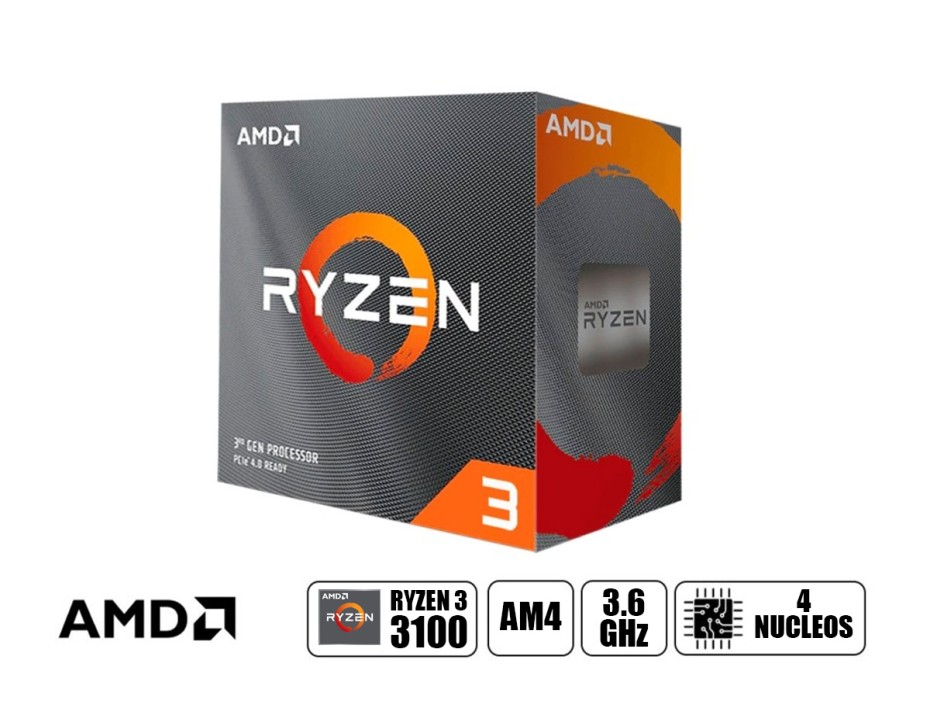 AMD
AMD
RYZEN
AMD
RYZEN
3rd GEN PROCESSOR
PCIe® 4.0 READY
3
AMD
AMD
RYZEN
RYZEN 3
3100
AM4
3.6
GHz
4
NUCLEOS